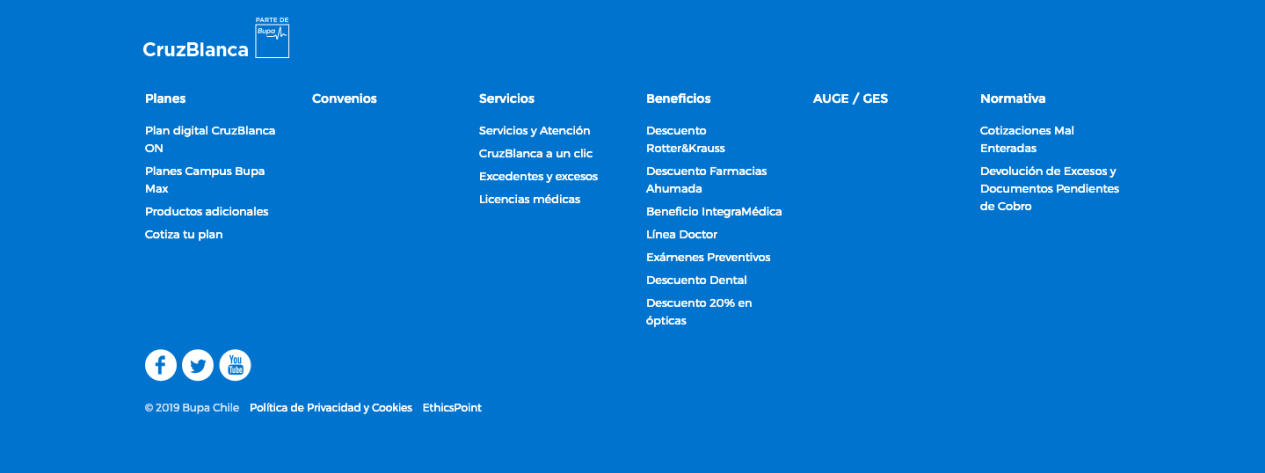 PARTE DE
Bupa
CruzBlanca
Planes
Plan digital CruzBlanca
ON
Planes Campus Bupa
Max
Productos adicionales
Cotiza tu plan
Convenios
Servicios
Servicios y Atención
CruzBlanca a un clic
Excedentes y excesos
Licencias médicas
Beneficios
Descuento
Rotter&Krauss
Descuento Farmacias
Ahumada
Beneficio IntegraMédica
Línea Doctor
Exámenes Preventivos
Descuento Dental
Descuento 20% en
ópticas
AUGE / GES
Normativa
Cotizaciones Mal
Enteradas
Devolución de Excesos y
Documentos Pendientes
de Cobro
You
Tube
© 2019 Bupa Chile Política de Privacidad y Cookies EthicsPoint